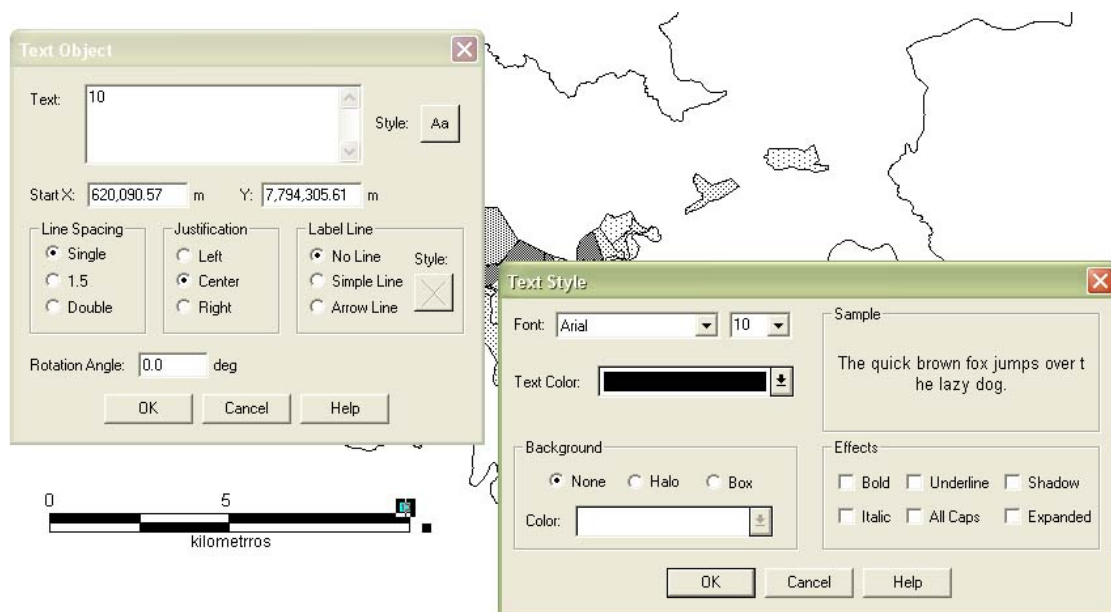 Text Object
Text:
10
Style:
Aa
Start X:
620,090.57
m
Y:
7,794,305.61
m
Line Spacing
Single
1.5
Double
Justification
Left
Center
Right
Label Line
No Line
Simple Line
Arrow Line
Style:
Rotation Angle:
0.0
deg
OK
Cancel
Help
Text Style
Font:
Arial
10
Text Color:
Sample
The quick brown fox jumps over t
he lazy dog.
Background
None
Halo
Box
Color:
Effects
Bold
Underline
Shadow
Italic
All Caps
Expanded
OK
Cancel
Help
0
5
kilometrros